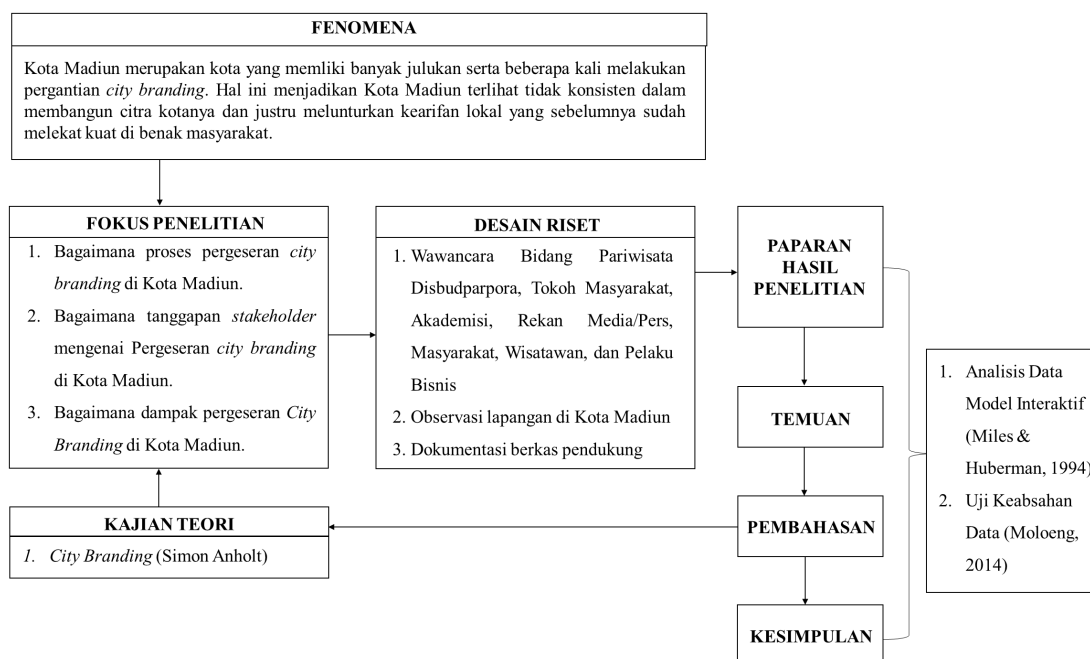 FENOMENA
Kota Madiun merupakan kota yang memliki banyak julukan serta beberapa kali melakukan
pergantian city branding. Hal ini menjadikan Kota Madiun terlihat tidak konsisten dalam
membangun citra kotanya dan justru melunturkan kearifan lokal yang sebelumnya sudah
melekat kuat di benak masyarakat.
FOKUS PENELITIAN
1. Bagaimana proses pergeseran city
branding di Kota Madiun.
2. Bagaimana tanggapan stakeholder
mengenai Pergeseran city branding
di Kota Madiun.
3. Bagaimana dampak pergeseran City
Branding di Kota Madiun.
KAJIAN TEORI
1. City Branding (Simon Anholt)
DESAIN RISET
1. Wawancara Bidang Pariwisata
Disbudparpora, Tokoh Masyarakat,
Akademisi, Rekan Media/Pers,
Masyarakat, Wisatawan, dan Pelaku
Bisnis
2. Observasi lapangan di Kota Madiun
3. Dokumentasi berkas pendukung
PAPARAN
HASIL
PENELITIAN
TEMUAN
PEMBAHASAN
KESIMPULAN
1. Analisis Data
Model Interaktif
(Miles &
Huberman, 1994)
2. Uji Keabsahan
Data (Moloeng,
2014)